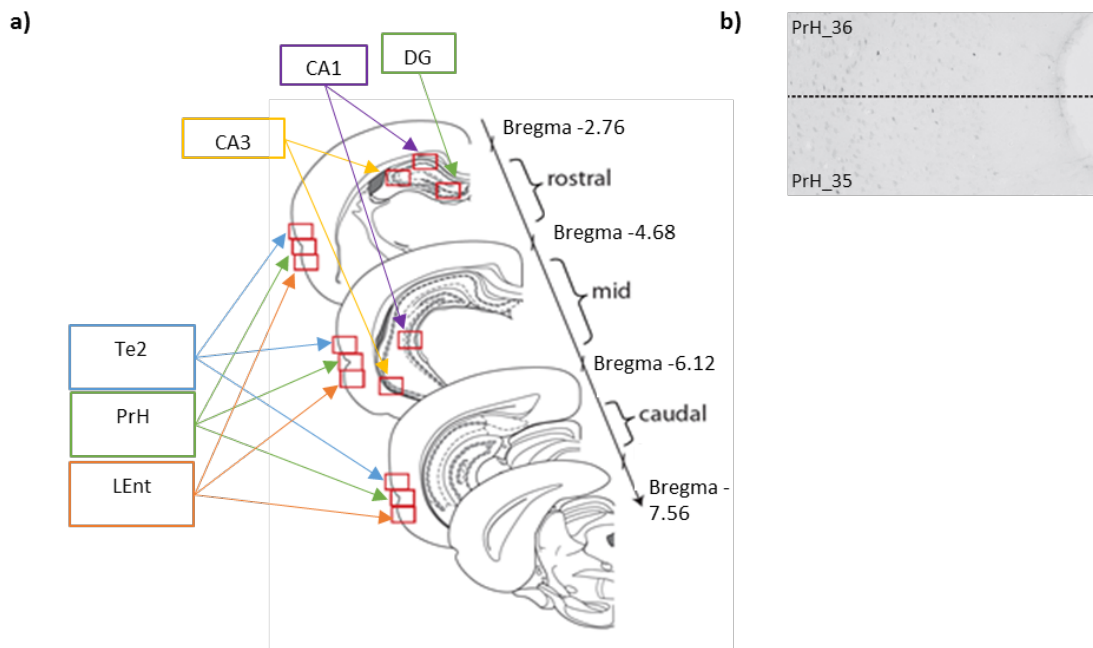 a)
b)
PrH_36
PrH_35
CA1
DG
CA3
Bregma -2.76
rostral
Bregma -4.68
mid
Bregma -6.12
caudal
Bregma -
7.56
Te2
PrH
LEnt